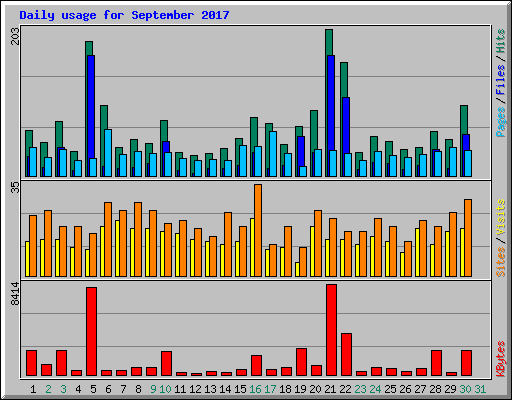 Daily usage for September 2017
203
Pages / Files / Hits
35
Sites / Visits
8414
KBytes
1 2 3 4 5 6 7 8 9 10 11 12 13 14 15 16 17 18 19 20 21 22 23 24 25 26 27 28 29 30 31